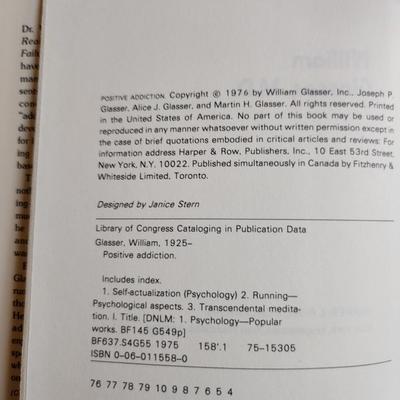 POSITIVE ADDICTION. Copyright © 1976 by William Glasser, Inc., Joseph P.
Glasser, Alice J. Glasser, and Martin H. Glasser. All rights reserved. Printed
in the United States of America. No part of this book may be used or
reproduced in any manner whatsoever without written permission except in
the case of brief quotations embodied in critical articles and reviews. For
information address Harper & Row, Publishers, Inc., 10 East 53rd Street,
New York, N.Y. 10022. Published simultaneously in Canada by Fitzhenry &
Whiteside Limited, Toronto.
Designed by Janice Stern
Library of Congress Cataloging in Publication Data
Glasser, William, 1925–
Positive addiction.
Includes index.
1. Self-actualization (Psychology) 2. Running—
Psychological aspects. 3. Transcendental medita-
tion. I. Title. [DNLM: 1. Psychology—Popular
works. BF145 G549p]
BF637.S4G55 1975 158'.1 75-15305
ISBN 0-06-011558-0
76 77 78 79 10 9 8 7 6 5 4